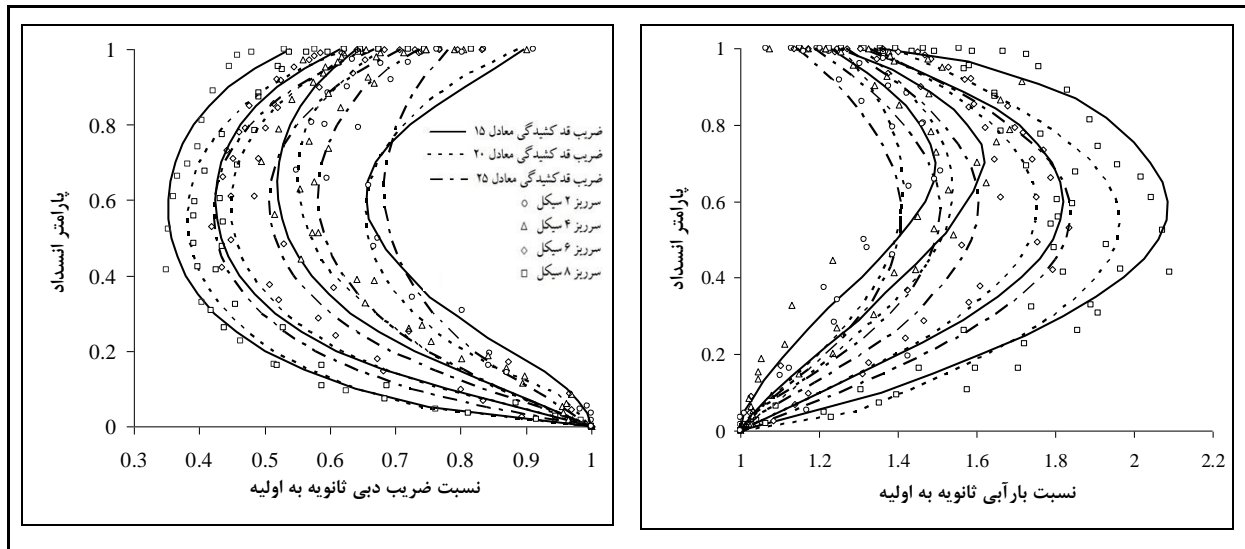 1
0.8
0.6
0.4
0.2
0
پارامتر انسداد
0.3 0.4 0.5 0.6 0.7 0.8 0.9 1
نسبت ضریب دبی ثانویه به اولیه
ضریب قد کشیدگی معادل ۱۵
ضریب قد کشیدگی معادل ۲۰
ضریب قدکشیدگی معادل ۲۵
سرریز ۲ سیکل
سرریز ۴ سیکل
سرریز ۶ سیکل
سرریز ۸ سیکل
1
0.8
0.6
0.4
0.2
0
پارامتر انسداد
1 1.2 1.4 1.6 1.8 2 2.2
نسبت بارآبی ثانویه به اولیه